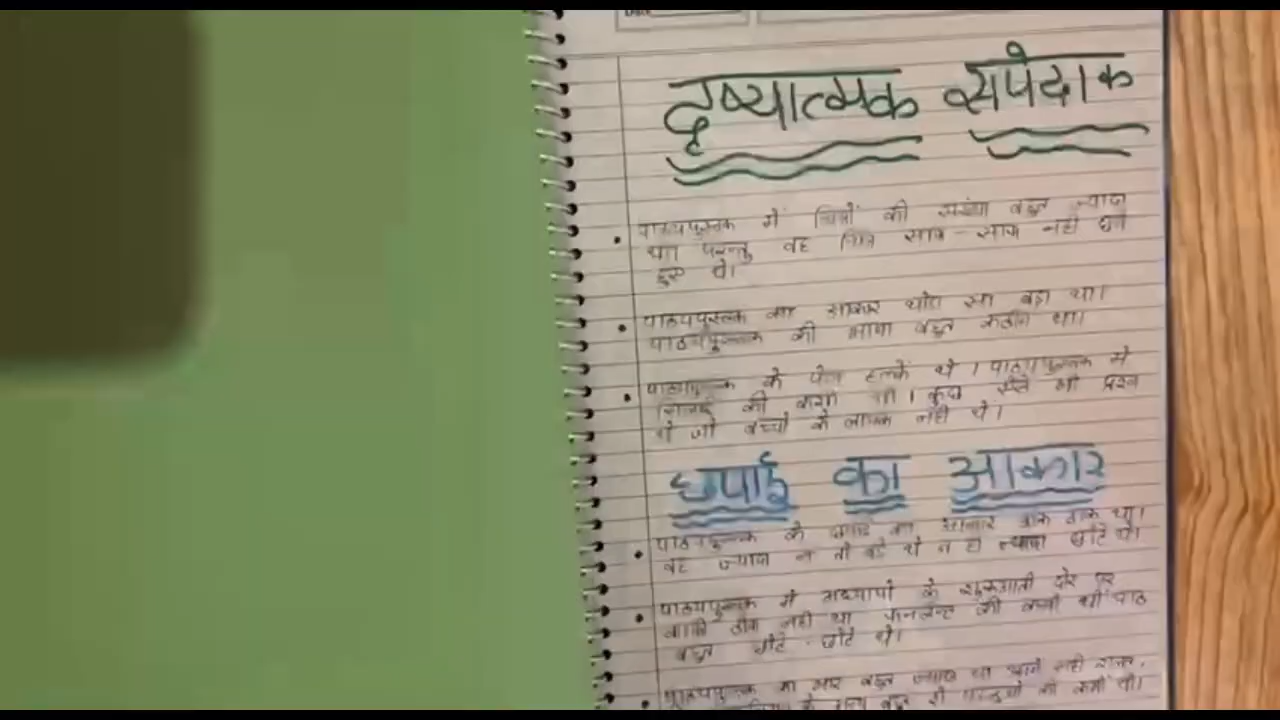 दृष्यात्मक
पाठ्यपुस्तक में चित्रों की संख्या बहुत ज्यादा
था परन्तु वह चित्र साफ - साफ नहीं छपे
हुए थे।
पाठ्यपुस्तक का आकार थोरा सा बड़ा था।
पाठ्यपुस्तक की भाषा बहुत कठीन था।
पाठ्यपुस्तक के पेज हल्के थे। पाठ्यपुस्तक में
की कमी थी। कुछ ऐसे भी प्रश्न
थे जो बच्चों के लायक नहीं थे।
छपाई का आकार
पाठ्यपुस्तक के छपाई का आकार ठीक ठाक था।
वह ज्यादा न तो बड़े थे न ही ज्यादा छोटे थे।
पाठ्यपुस्तक में अध्यायों के शुरूआती दौर पर
काफी ठीक नहीं था की कमी थी पाठ
बहुत छोटे - छोटे थे।
पाठ्यपुस्तक का भार बहुत ज्यादा था
की कमी थी।